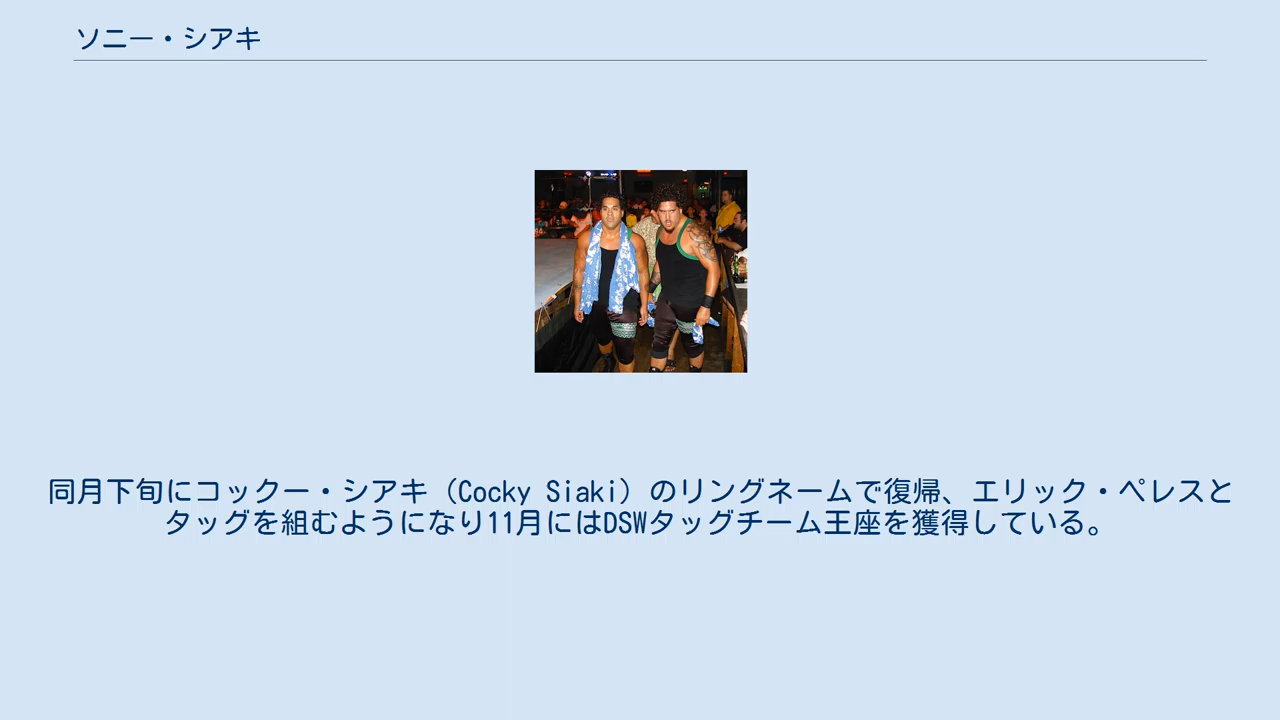 ソニー・シアキ
同月下旬にコックー・シアキ（Cocky Siaki）のリングネームで復帰、エリック・ペレスと
タッグを組むようになり11月にはDSWタッグチーム王座を獲得している。